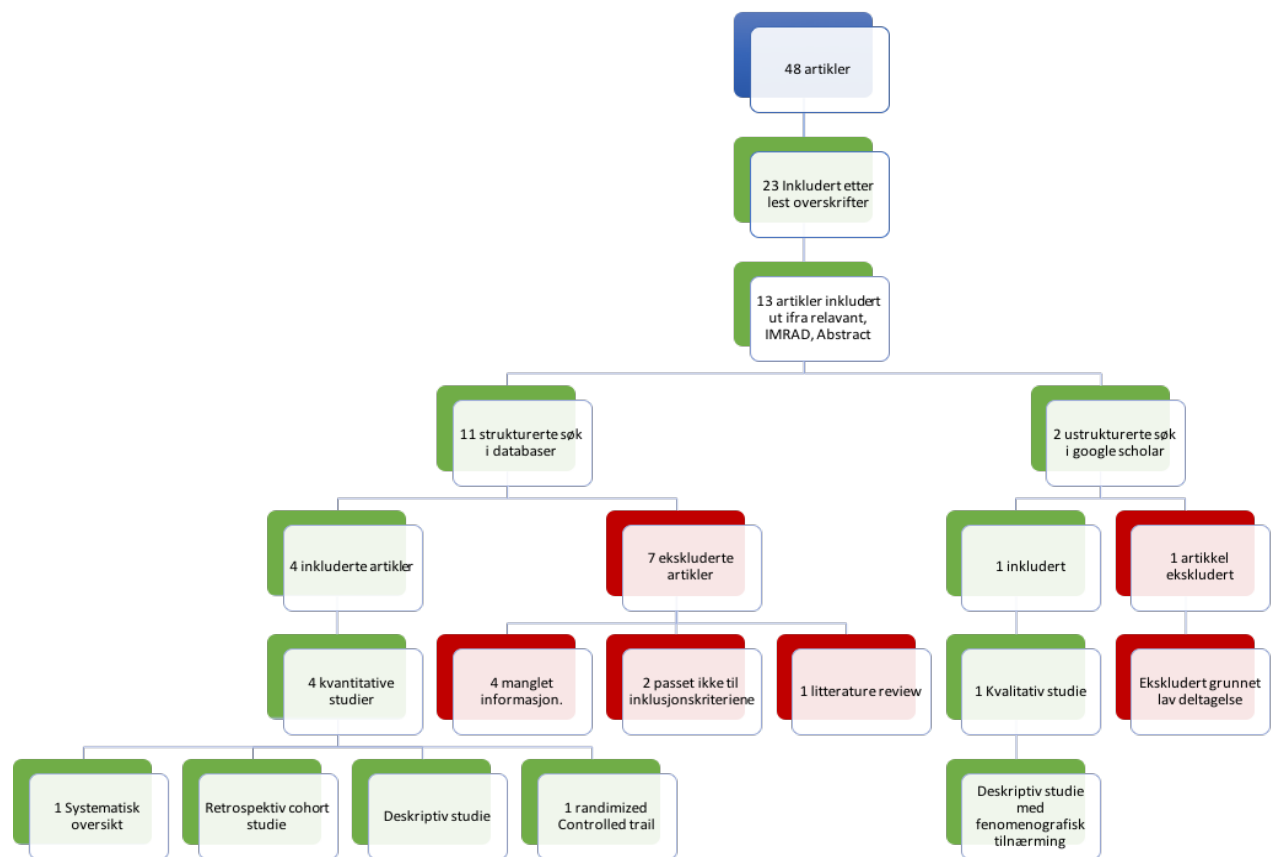 48 artikler
23 Inkludert etter
lest overskrifter
13 artikler inkludert
ut ifra relavant,
IMRAD, Abstract
11 strukturerte søk
i databaser
2 ustrukturerte søk
i google scholar
4 inkluderte artikler
7 ekskluderte
artikler
1 inkludert
1 artikkel
ekskludert
4 kvantitative
studier
4 manglet
informasjon.
2 passet ikke til
inklusjonskriteriene
1 litterature review
1 Kvalitativ studie
Ekskludert grunnet
lav deltagelse
1 Systematisk
oversikt
Retrospektiv cohort
studie
Deskriptiv studie
1 randimized
Controlled trail
Deskriptiv studie
med
fenomenografisk
tilnærming